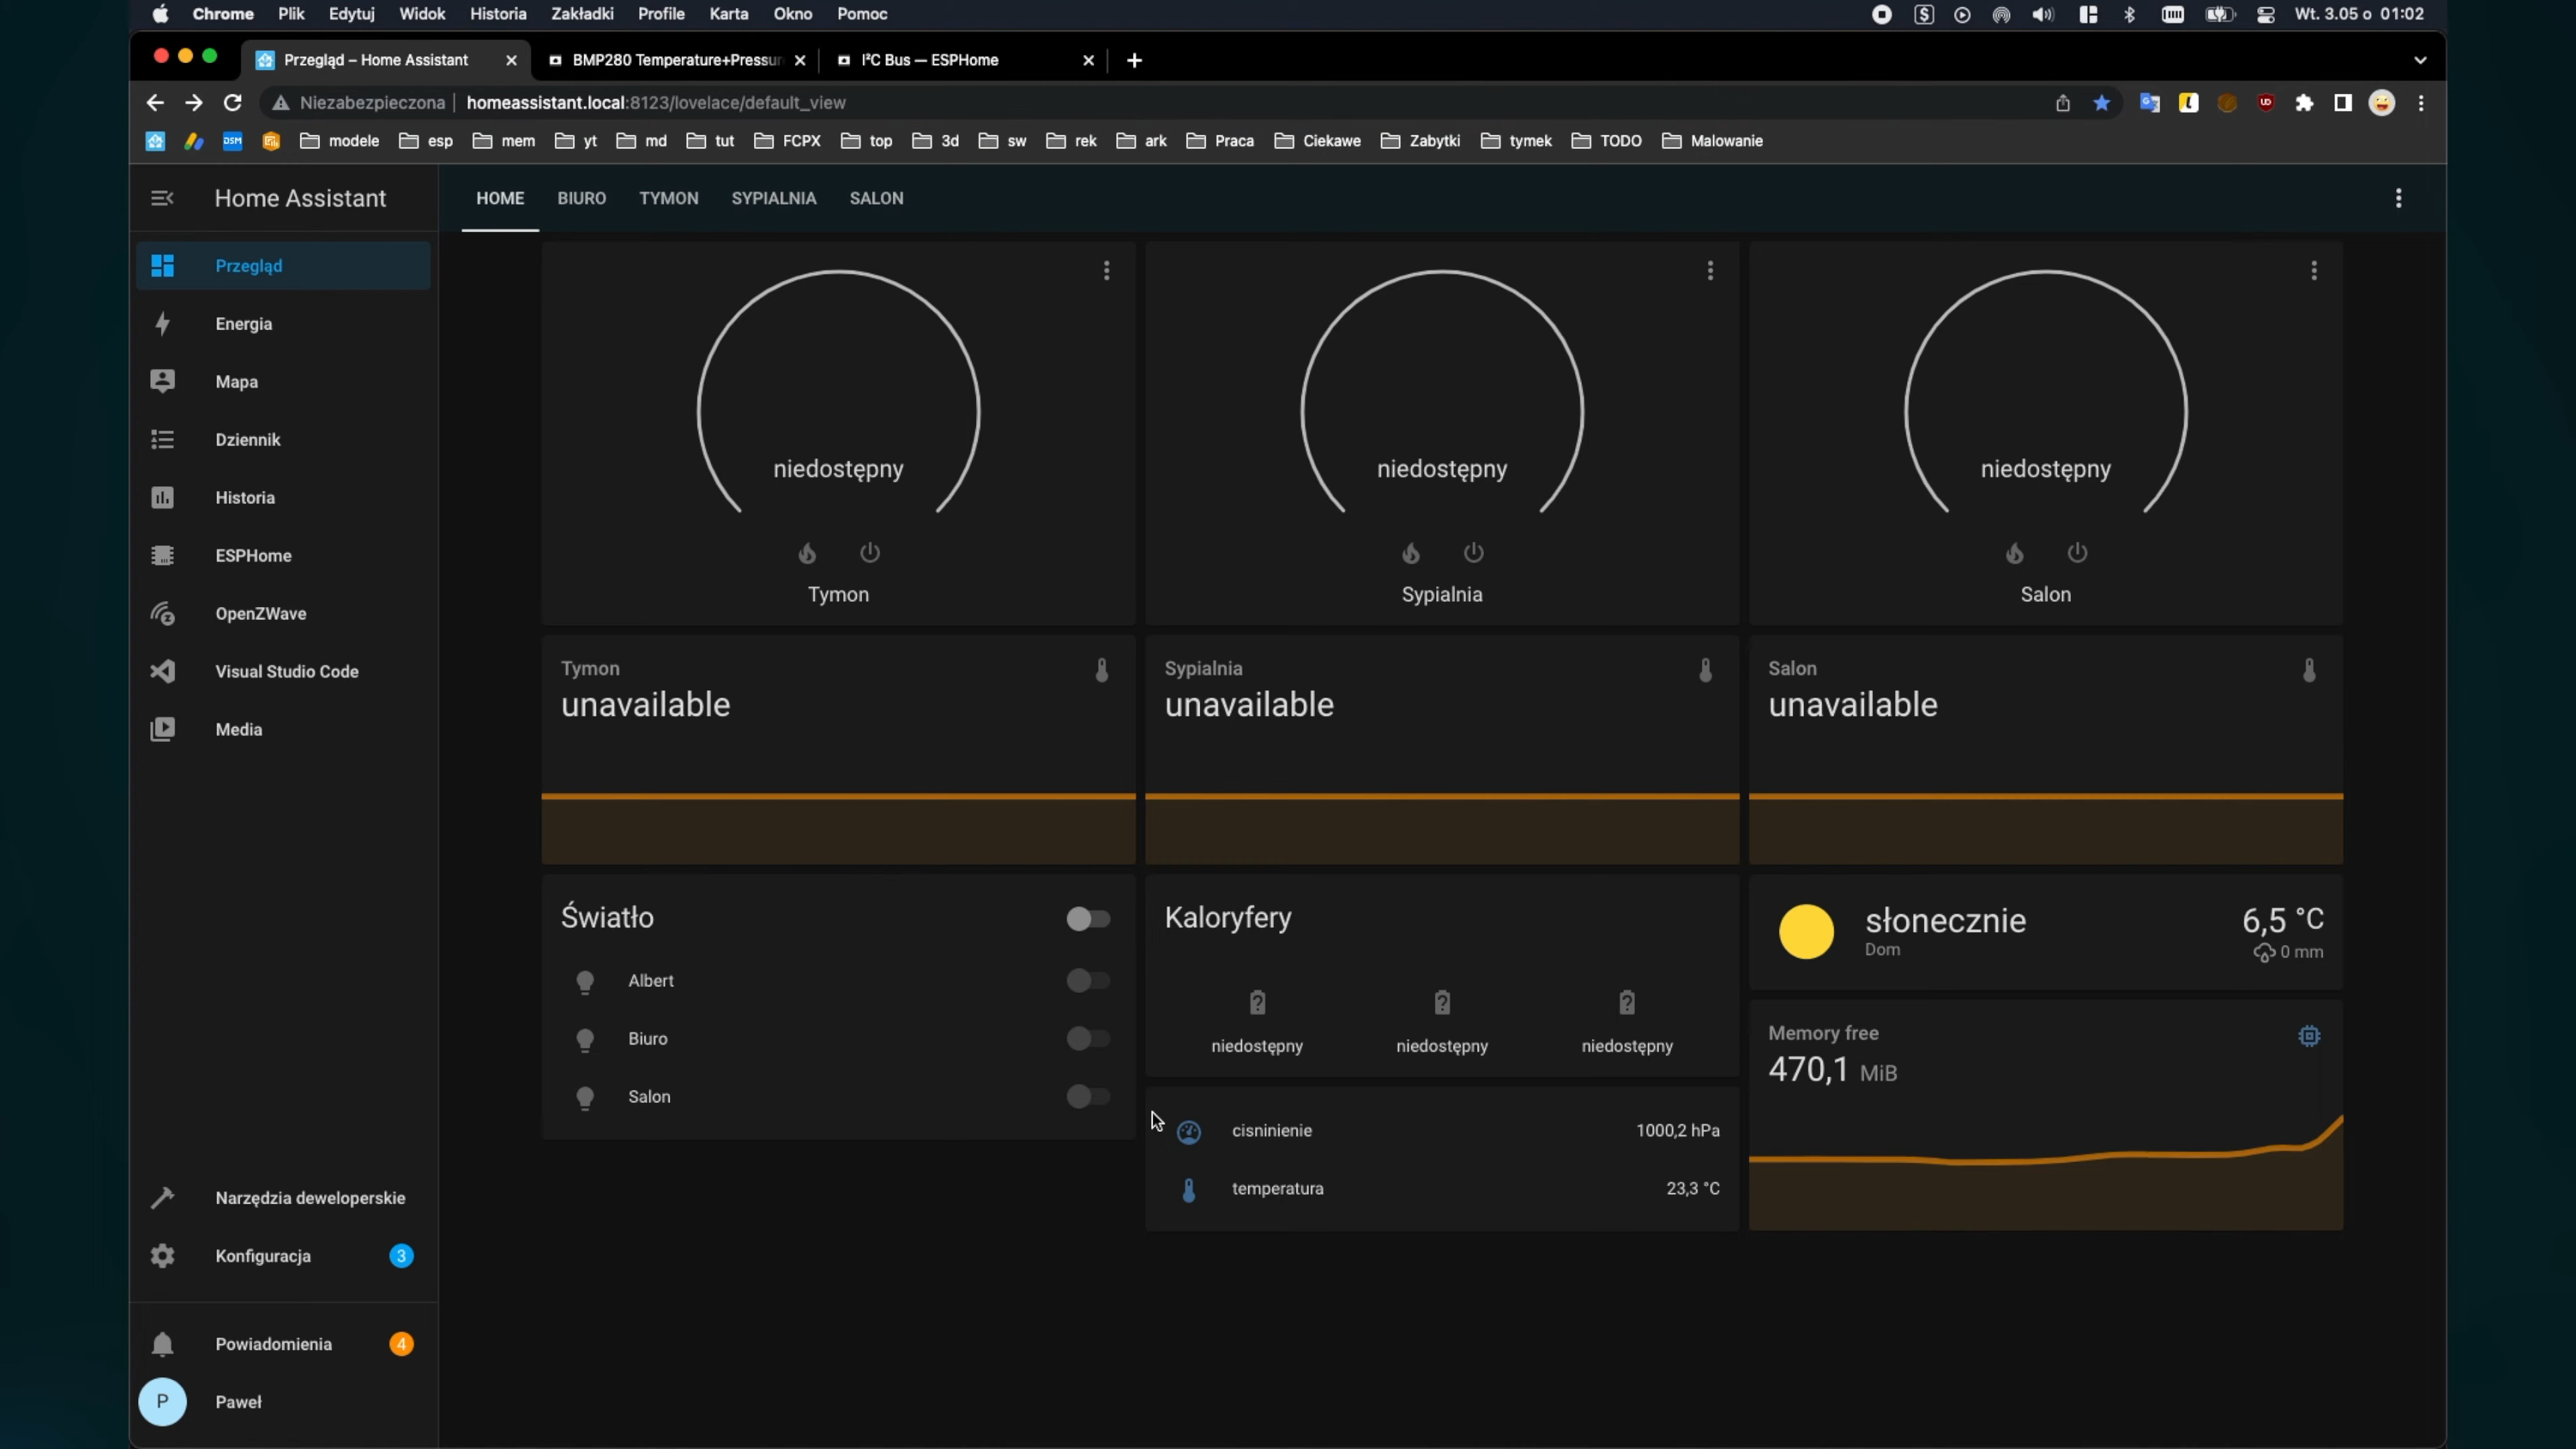 Chrome Plik Edytuj Widok Historia Zakładki Profile Karta Okno Pomoc Wt. 3.05 o 01:02
Przegląd – Home Assistant BMP280 Temperature+Pressur I²C Bus — ESPHome
Niezabezpieczona homeassistant.local:8123/lovelace/default_view
DSM modele esp mem yt md tut FCPX top 3d sw rek ark Praca Ciekawe Zabytki tymek TODO Malowanie
Home Assistant
HOME BIURO TYMON SYPIALNIA SALON
Przegląd
Energia
Mapa
Dziennik
Historia
ESPHome
OpenZWave
Visual Studio Code
Media
Narzędzia deweloperskie
Konfiguracja 3
Powiadomienia 4
P Paweł
niedostępny niedostępny niedostępny
Tymon Sypialnia Salon
Tymon
unavailable
Sypialnia
unavailable
Salon
unavailable
Światło
Albert
Biuro
Salon
Kaloryfery
? ? ?
niedostępny niedostępny niedostępny
cisninienie 1000,2 hPa
temperatura 23,3 °C
słonecznie 6,5 °C
Dom 0 mm
Memory free
470,1 MiB